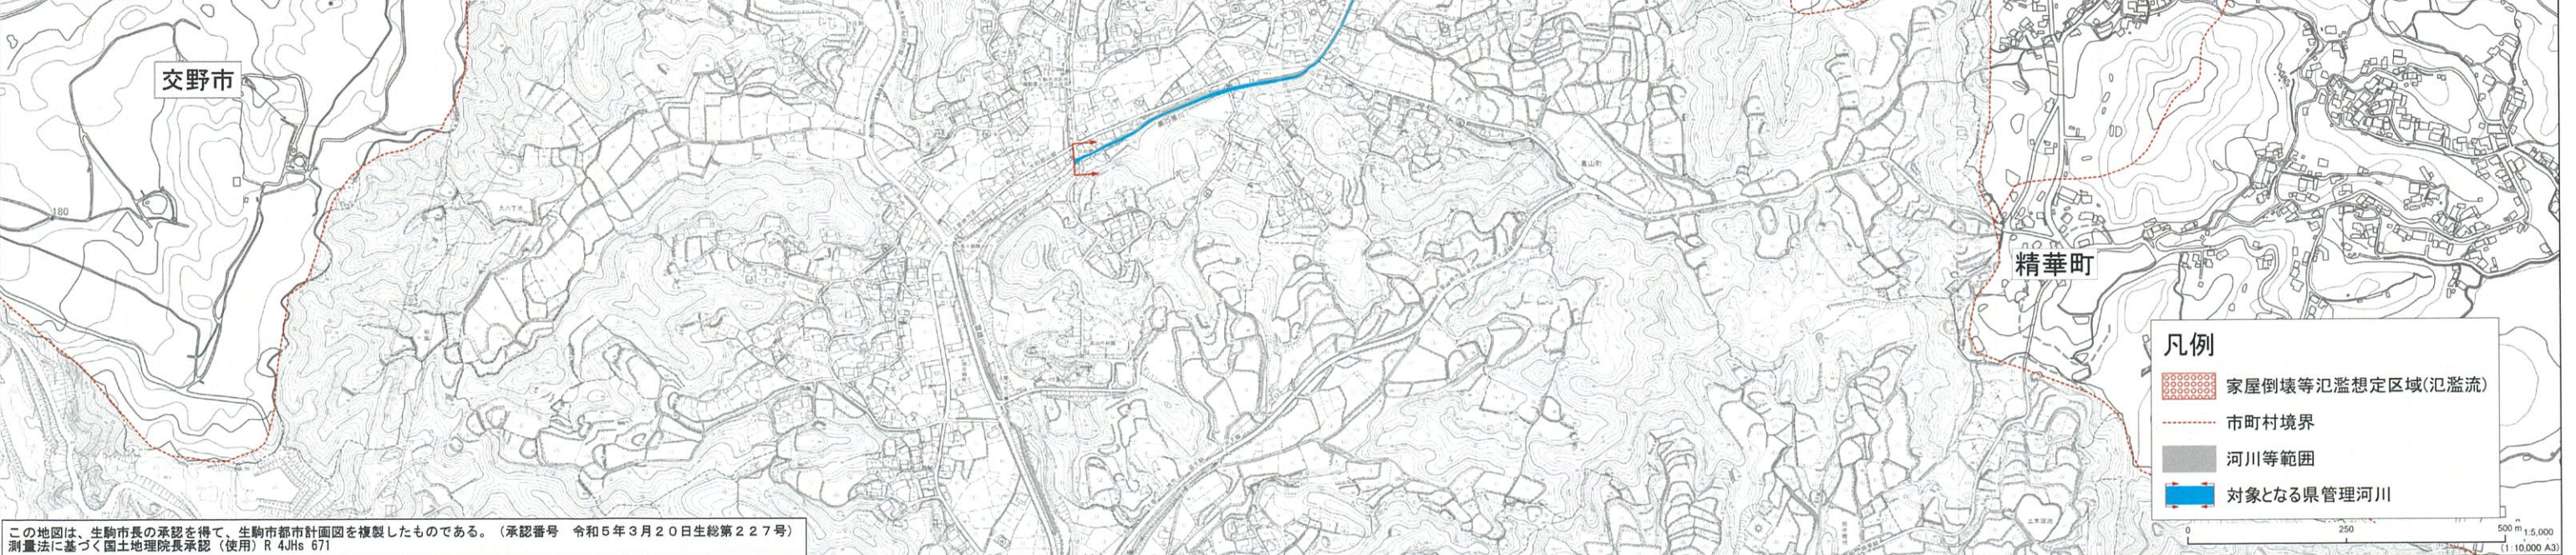 交野市
180
高山町
精華町
凡例
家屋倒壊等氾濫想定区域(氾濫流)
市町村境界
河川等範囲
対象となる県管理河川
0 250 500 m 1:5,000
(1:10,000 A3)
この地図は、生駒市長の承認を得て、生駒市都市計画図を複製したものである。（承認番号　令和５年３月２０日生総第２２７号）
測量法に基づく国土地理院長承認（使用）R 4JHs 671